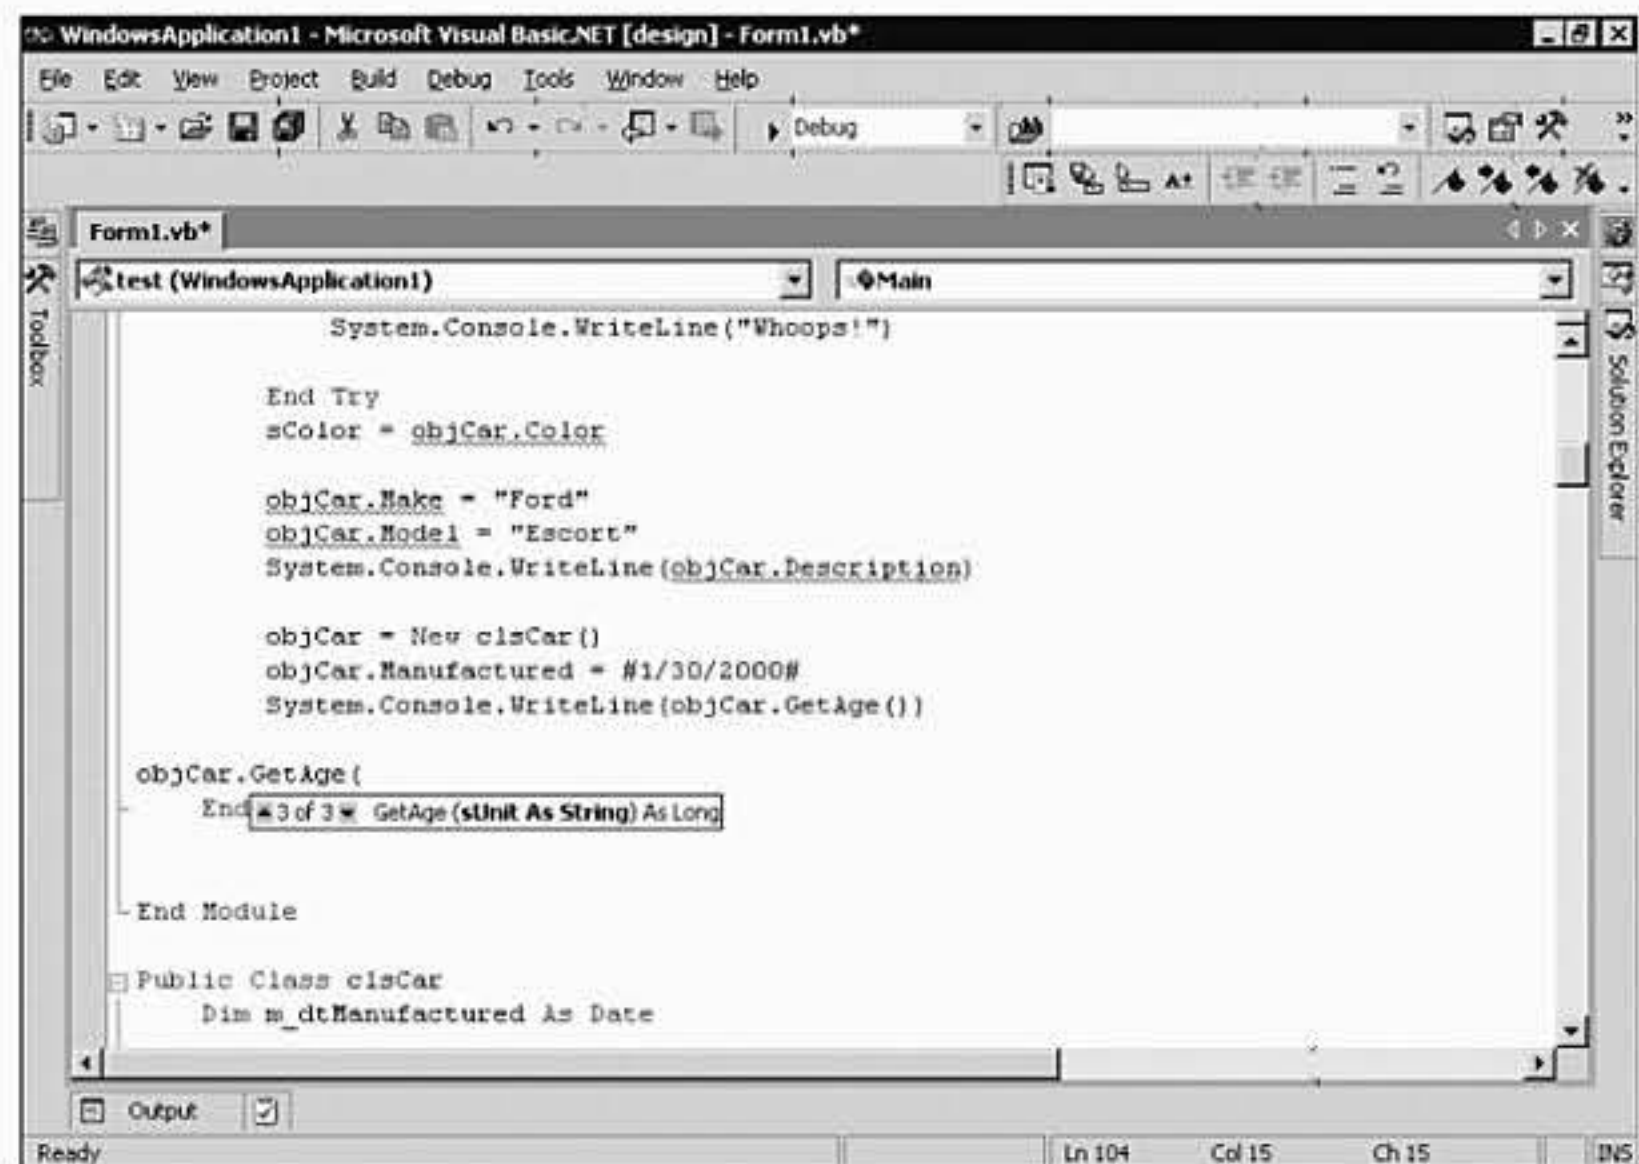 WindowsApplication1 - Microsoft Visual Basic.NET [design] - Form1.vb*
File Edit View Project Build Debug Tools Window Help
Debug
Form1.vb*
test (WindowsApplication1) Main
Toolbox
Solution Explorer
System.Console.WriteLine("Whoops!")
End Try
sColor = objCar.Color
objCar.Make = "Ford"
objCar.Model = "Escort"
System.Console.WriteLine(objCar.Description)
objCar = New clsCar()
objCar.Manufactured = #1/30/2000#
System.Console.WriteLine(objCar.GetAge())
objCar.GetAge(
End
3 of 3 GetAge (sUnit As String) As Long
End Module
Public Class clsCar
Dim m_dtManufactured As Date
Output
Ready Ln 104 Col 15 Ch 15 INS